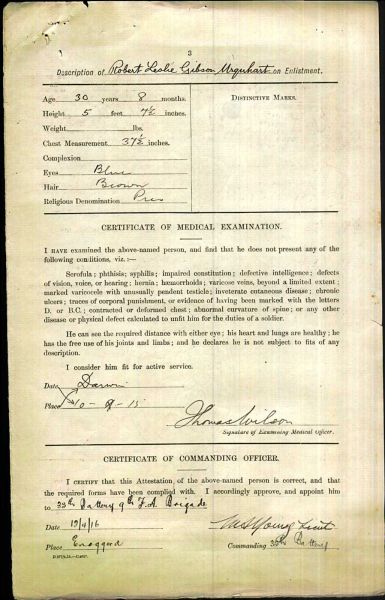 3
Description of Robert Leslie Gibson Urquhart on Enlistment.
Age 30 years 8 months.
Height 5 feet 7½ inches.
Weight lbs.
Chest Measurement 37½ inches.
Complexion
Eyes Blue
Hair Brown
Religious Denomination Pres
Distinctive Marks.
CERTIFICATE OF MEDICAL EXAMINATION.
I HAVE examined the above-named person, and find that he does not present any of the
following conditions, viz :—
Scrofula ; phthisis; syphilis; impaired constitution; defective intelligence; defects
of vision, voice, or hearing; hernia; hæmorrhoids; varicose veins, beyond a limited extent;
marked varicocele with unusually pendent testicle; inveterate cutaneous disease; chronic
ulcers; traces of corporal punishment, or evidence of having been marked with the letters
D. or B.C.; contracted or deformed chest; abnormal curvature of spine; or any other
disease or physical defect calculated to unfit him for the duties of a soldier.
He can see the required distance with either eye; his heart and lungs are healthy; he
has the free use of his joints and limbs; and he declares he is not subject to fits of any
description.
I consider him fit for active service.
Date Darwin
Place 10-9-15
Thomas Wilson
Signature of Examining Medical Officer.
CERTIFICATE OF COMMANDING OFFICER.
I CERTIFY that this Attestation of the above-named person is correct, and that
the required forms have been complied with. I accordingly approve, and appoint him
to 35th Battery 9th F.A. Brigade
Date 12/4/16
Young Lieut
Place Enoggera
Commanding 35th Battery